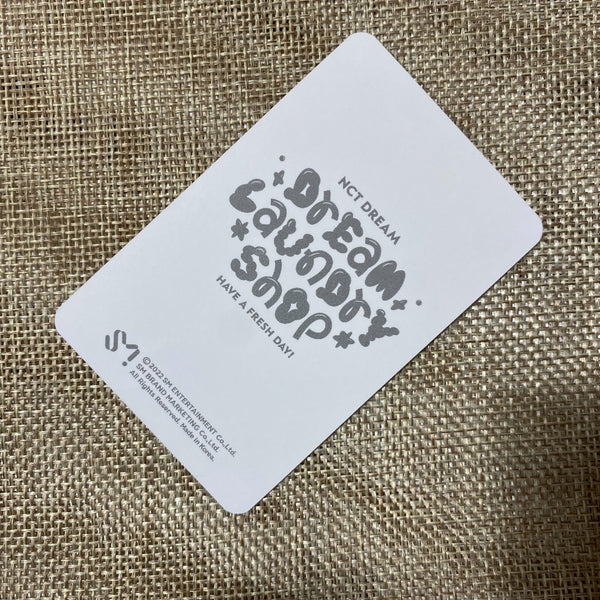 NCT DREAM
DREAM
LAUNDRY
SHOP
HAVE A FRESH DAY!
SM
©2022 SM ENTERTAINMENT Co.,Ltd.
SM BRAND MARKETING Co.,Ltd.
All Rights Reserved. Made in Korea.